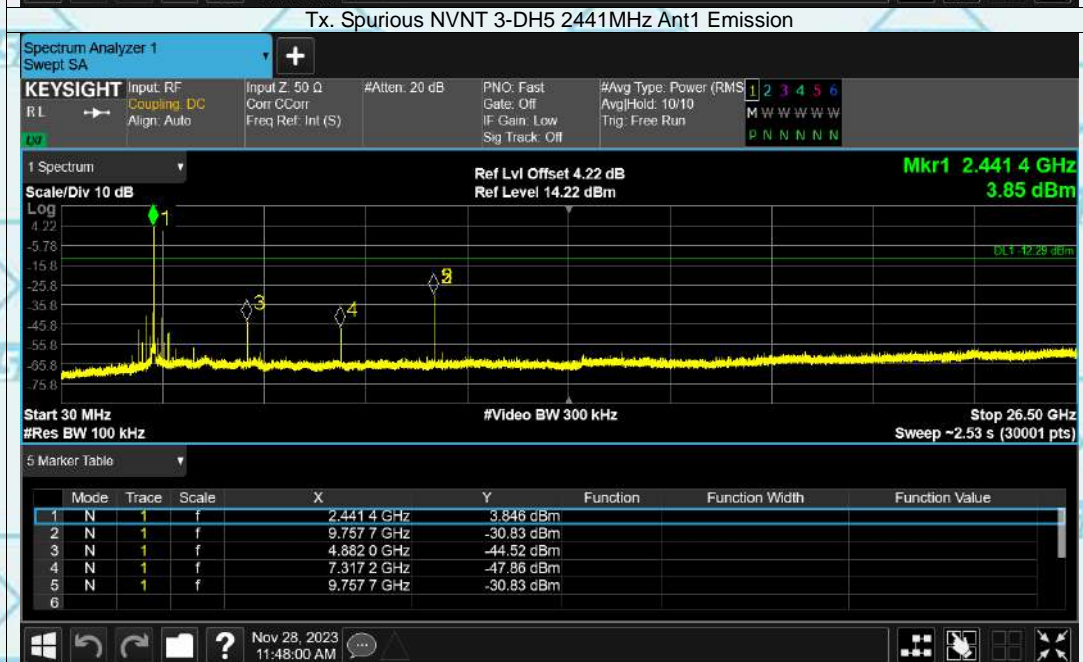 Tx. Spurious NVNT 3-DH5 2441MHz Ant1 Emission
Spectrum Analyzer 1
Swept SA
+
KEYSIGHT Input: RF Input Z: 50 Ω #Atten: 20 dB PNO: Fast #Avg Type: Power (RMS 1 2 3 4 5 6
RL Coupling: DC Corr CCorr Gate: Off Avg|Hold: 10/10 M W W W W W
Align: Auto Freq Ref: Int (S) IF Gain: Low Trig: Free Run
Sig Track: Off P N N N N N
LXI
1 Spectrum Ref Lvl Offset 4.22 dB Mkr1 2.441 4 GHz
Scale/Div 10 dB Ref Level 14.22 dBm 3.85 dBm
Log
1
4.22
-5.78
DL1 -12.29 dBm
-15.8
-25.8
-35.8
3
4
-45.8
-55.8
-65.8
-75.8
Start 30 MHz #Video BW 300 kHz Stop 26.50 GHz
#Res BW 100 kHz Sweep ~2.53 s (30001 pts)
5 Marker Table
Mode Trace Scale X Y Function Function Width Function Value
1 N 1 f 2.441 4 GHz 3.846 dBm
2 N 1 f 9.757 7 GHz -30.83 dBm
3 N 1 f 4.882 0 GHz -44.52 dBm
4 N 1 f 7.317 2 GHz -47.86 dBm
5 N 1 f 9.757 7 GHz -30.83 dBm
6
? Nov 28, 2023
11:48:00 AM